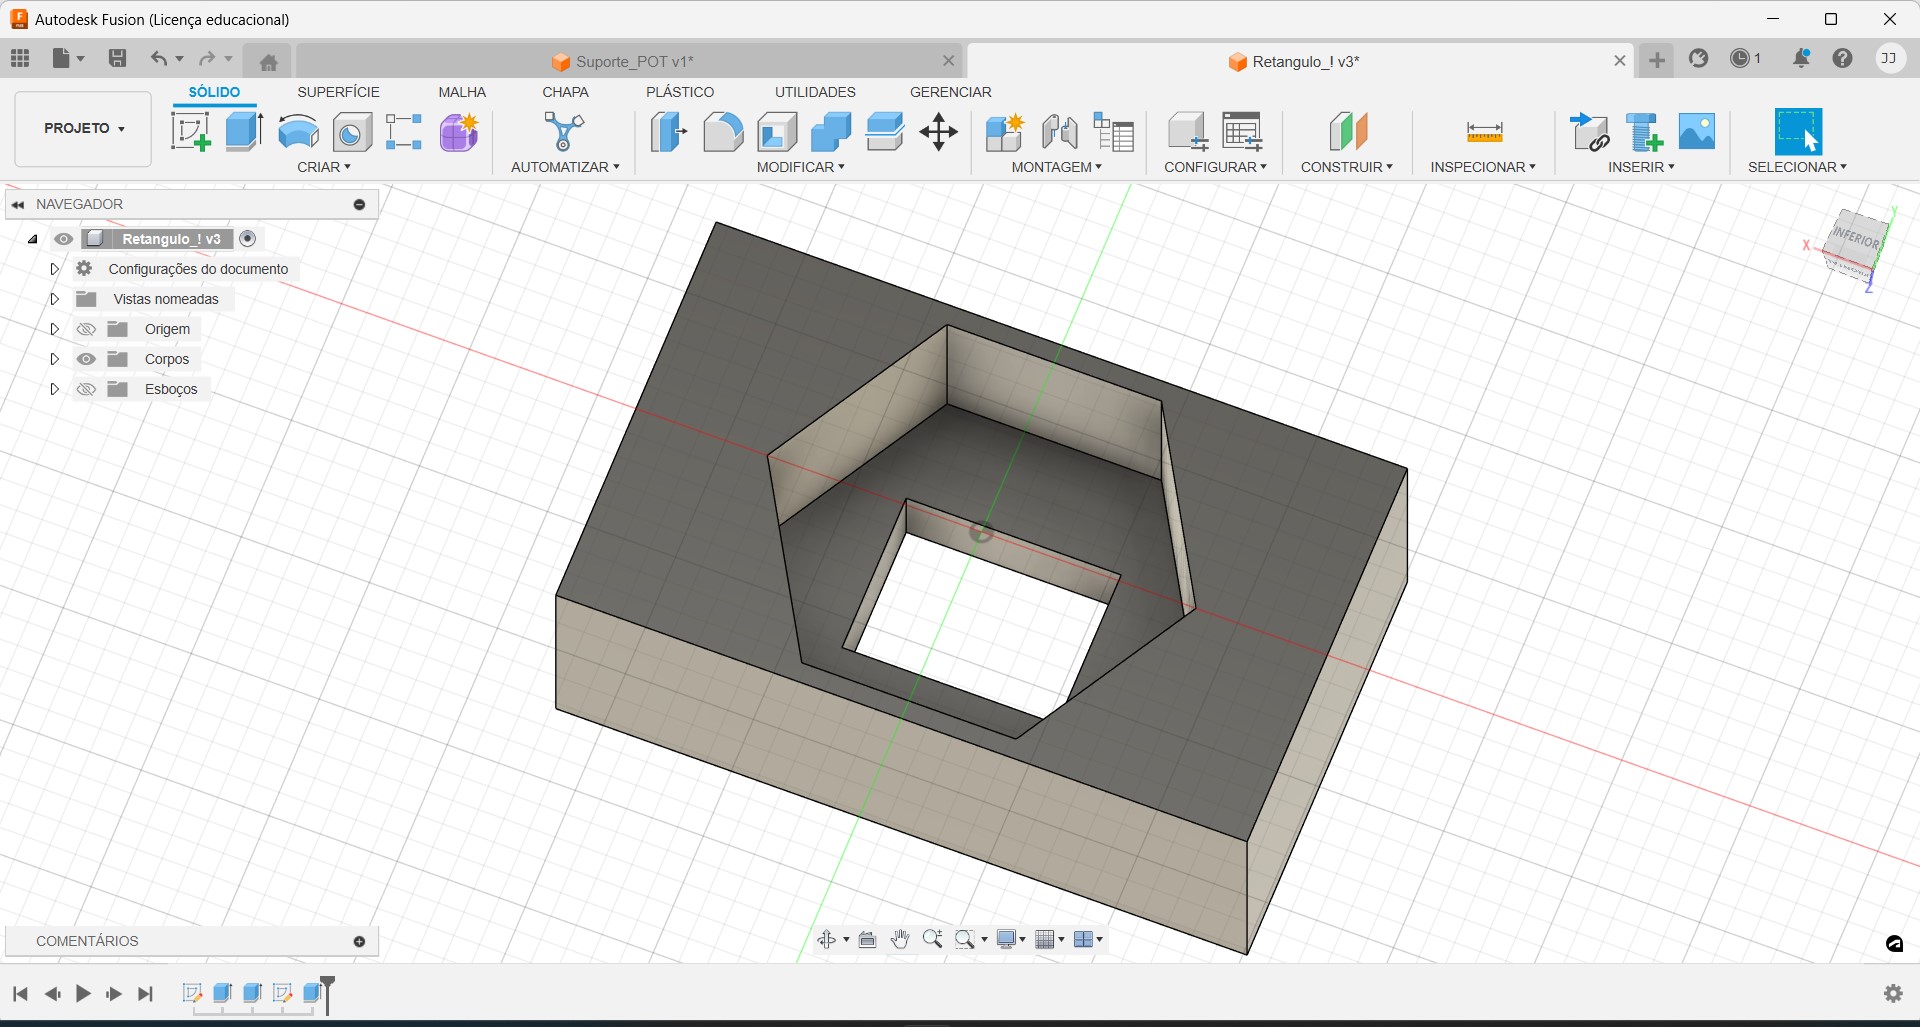 Autodesk Fusion (Licença educacional)
Suporte_POT v1*
Retangulo_! v3*
1
JJ
PROJETO
SÓLIDO
SUPERFÍCIE
MALHA
CHAPA
PLÁSTICO
UTILIDADES
GERENCIAR
CRIAR
AUTOMATIZAR
MODIFICAR
MONTAGEM
CONFIGURAR
CONSTRUIR
INSPECIONAR
INSERIR
SELECIONAR
NAVEGADOR
Retangulo_! v3
Configurações do documento
Vistas nomeadas
Origem
Corpos
Esboços
Y
INFERIOR
X
Z
COMENTÁRIOS